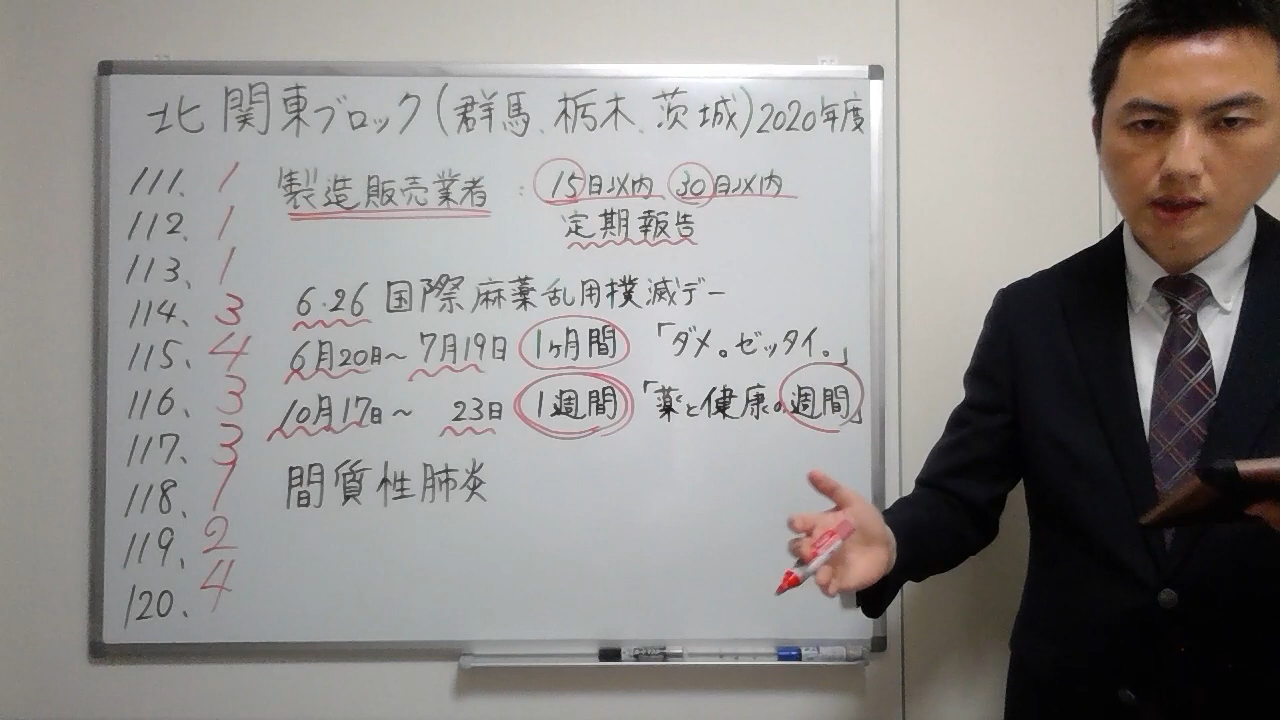 北関東ブロック(群馬、栃木、茨城)2020年度
111. 1
112. 1
113. 1
114. 3
115. 4
116. 3
117. 3
118. 1
119. 2
120. 4
製造販売業者:15日以内 30日以内
定期報告
6・26 国際麻薬乱用撲滅デー
6月20日～7月19日 1ヶ月間 「ダメ。ゼッタイ。」
10月17日～23日 1週間 「薬と健康の週間」
間質性肺炎